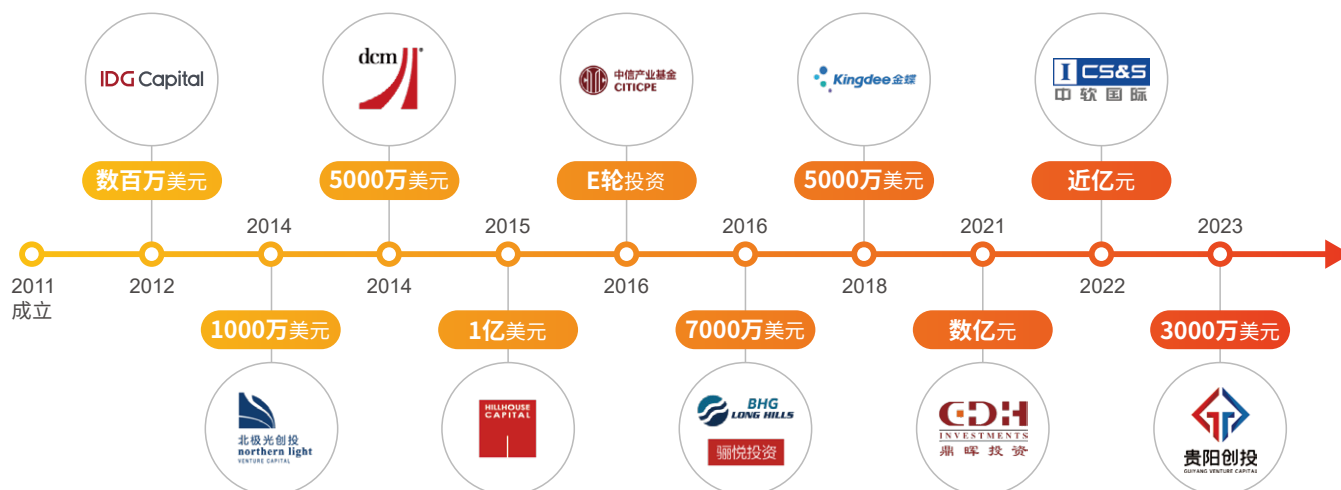 IDG Capital
dcm
中信产业基金
CITICPE
Kingdee金蝶
I CS&S
中软国际
数百万美元
5000万美元
E轮投资
5000万美元
近亿元
2014
2015
2016
2021
2023
2011
成立
2012
2014
2016
2018
2022
1000万美元
1亿美元
7000万美元
数亿元
3000万美元
北极光创投
northern light
VENTURE CAPITAL
HILLHOUSE
CAPITAL
BHG
LONG HILLS
骊悦投资
CDH
INVESTMENTS
鼎晖投资
贵阳创投
GUIYANG VENTURE CAPITAL